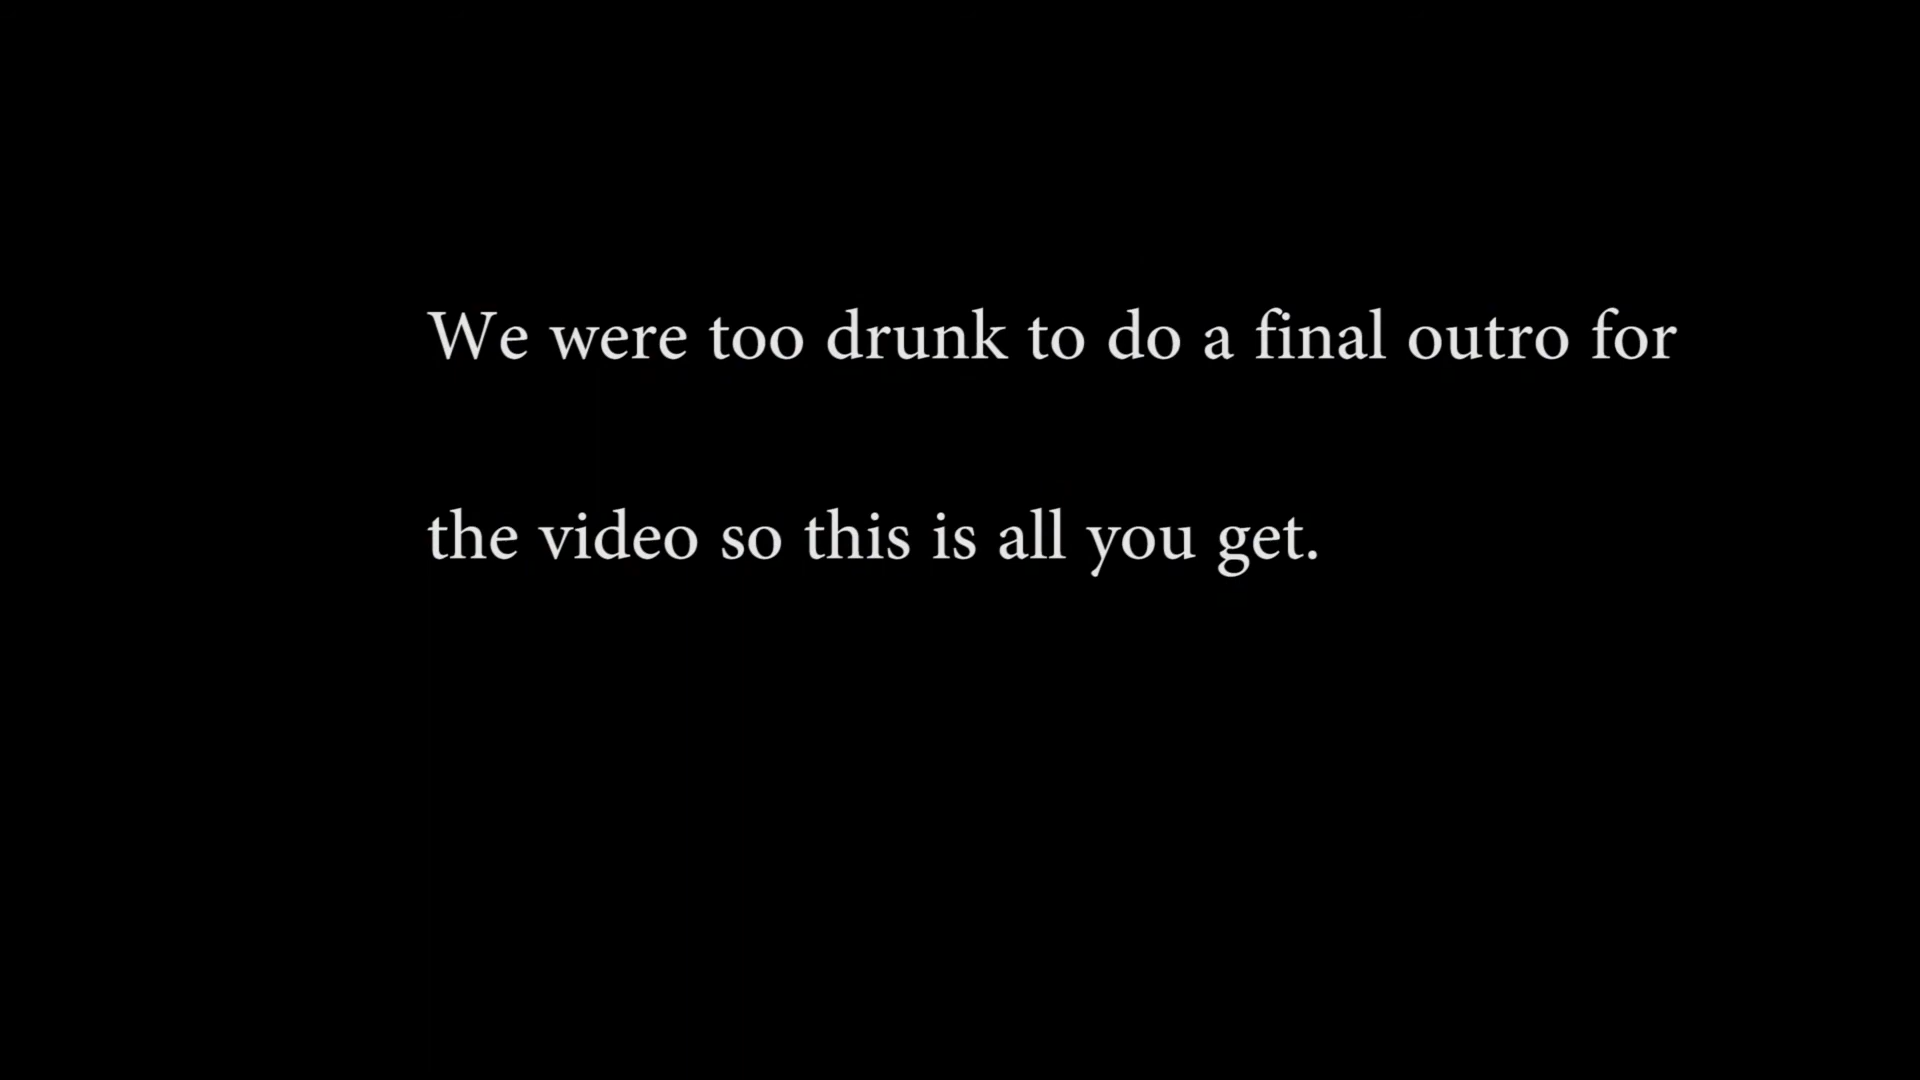 We were too drunk to do a final outro for
the video so this is all you get.